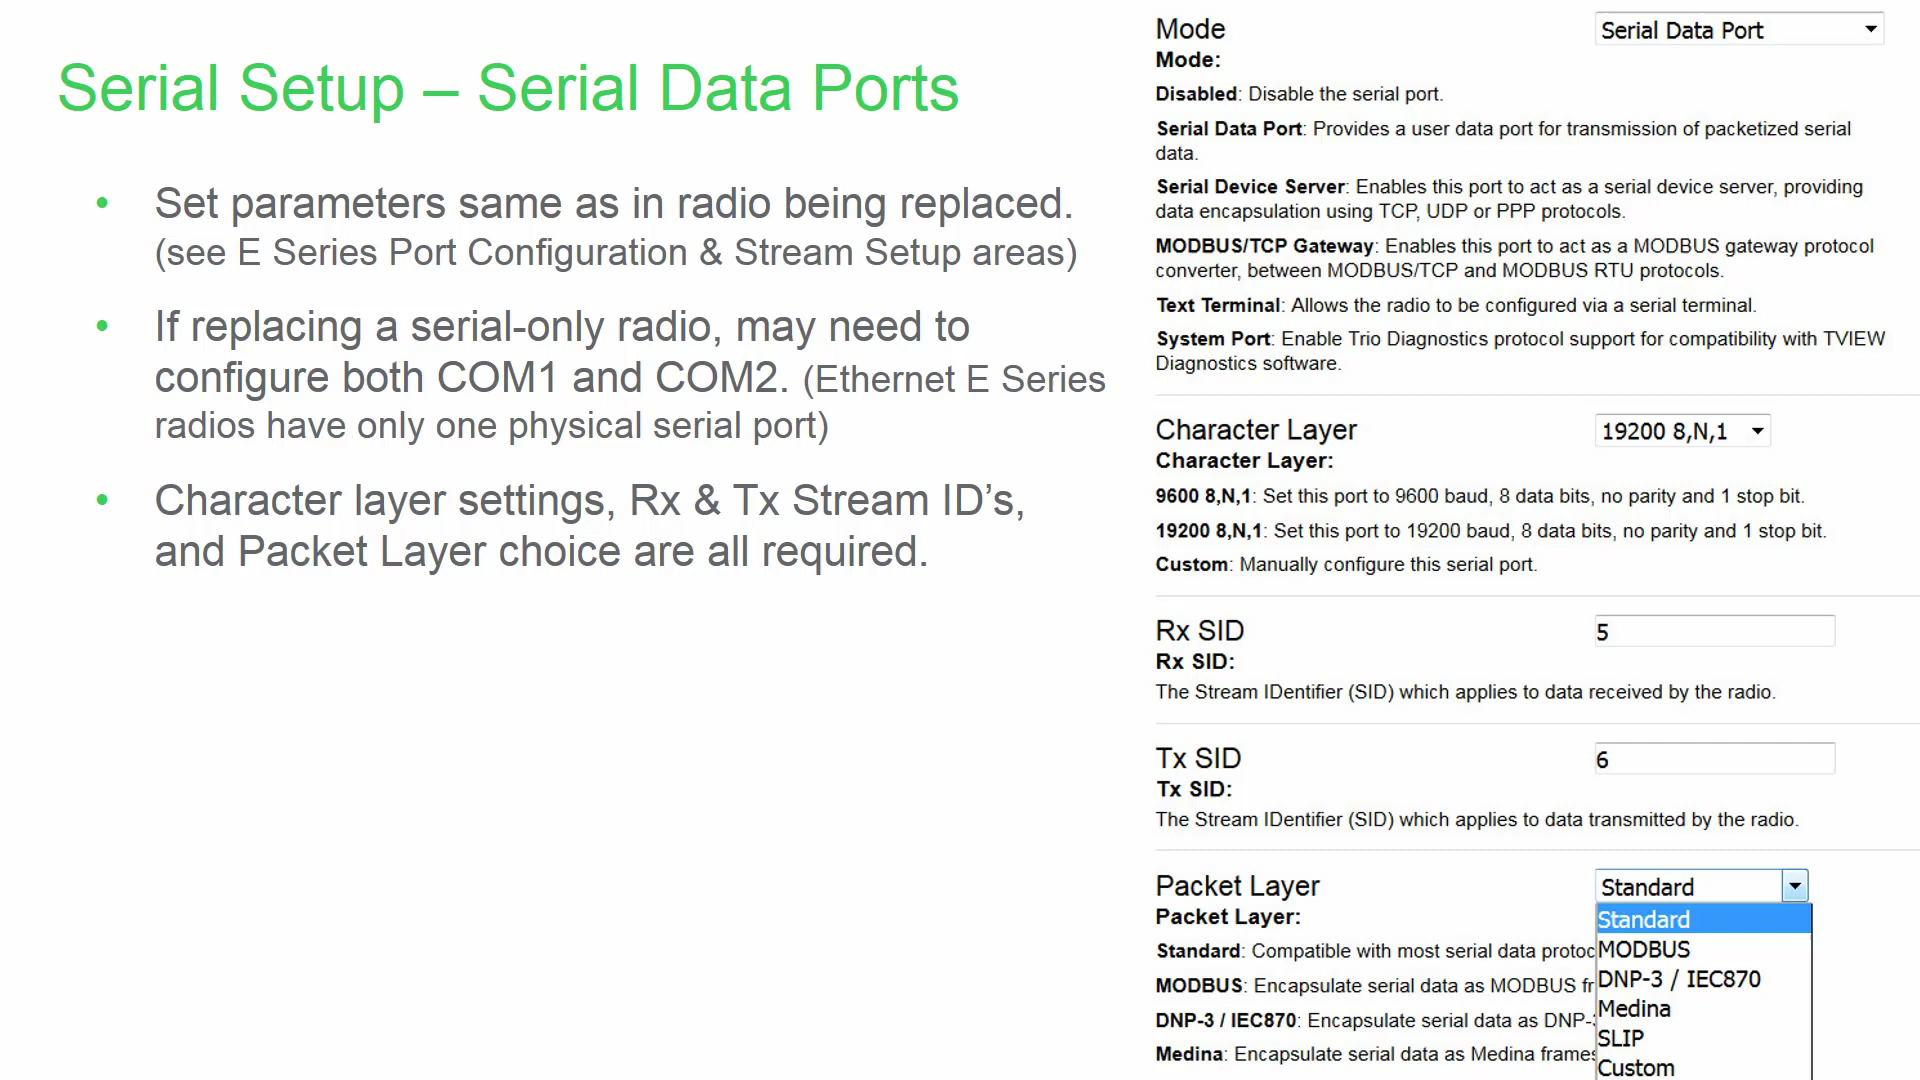 Serial Setup – Serial Data Ports
• Set parameters same as in radio being replaced.
(see E Series Port Configuration & Stream Setup areas)
• If replacing a serial-only radio, may need to
configure both COM1 and COM2. (Ethernet E Series
radios have only one physical serial port)
• Character layer settings, Rx & Tx Stream ID’s,
and Packet Layer choice are all required.
Mode
Serial Data Port
Mode:
Disabled: Disable the serial port.
Serial Data Port: Provides a user data port for transmission of packetized serial
data.
Serial Device Server: Enables this port to act as a serial device server, providing
data encapsulation using TCP, UDP or PPP protocols.
MODBUS/TCP Gateway: Enables this port to act as a MODBUS gateway protocol
converter, between MODBUS/TCP and MODBUS RTU protocols.
Text Terminal: Allows the radio to be configured via a serial terminal.
System Port: Enable Trio Diagnostics protocol support for compatibility with TVIEW
Diagnostics software.
Character Layer
19200 8,N,1
Character Layer:
9600 8,N,1: Set this port to 9600 baud, 8 data bits, no parity and 1 stop bit.
19200 8,N,1: Set this port to 19200 baud, 8 data bits, no parity and 1 stop bit.
Custom: Manually configure this serial port.
Rx SID
5
Rx SID:
The Stream IDentifier (SID) which applies to data received by the radio.
Tx SID
6
Tx SID:
The Stream IDentifier (SID) which applies to data transmitted by the radio.
Packet Layer
Standard
Packet Layer:
Standard: Compatible with most serial data protoc
MODBUS: Encapsulate serial data as MODBUS fr
DNP-3 / IEC870: Encapsulate serial data as DNP-
Medina: Encapsulate serial data as Medina frames
Standard
MODBUS
DNP-3 / IEC870
Medina
SLIP
Custom